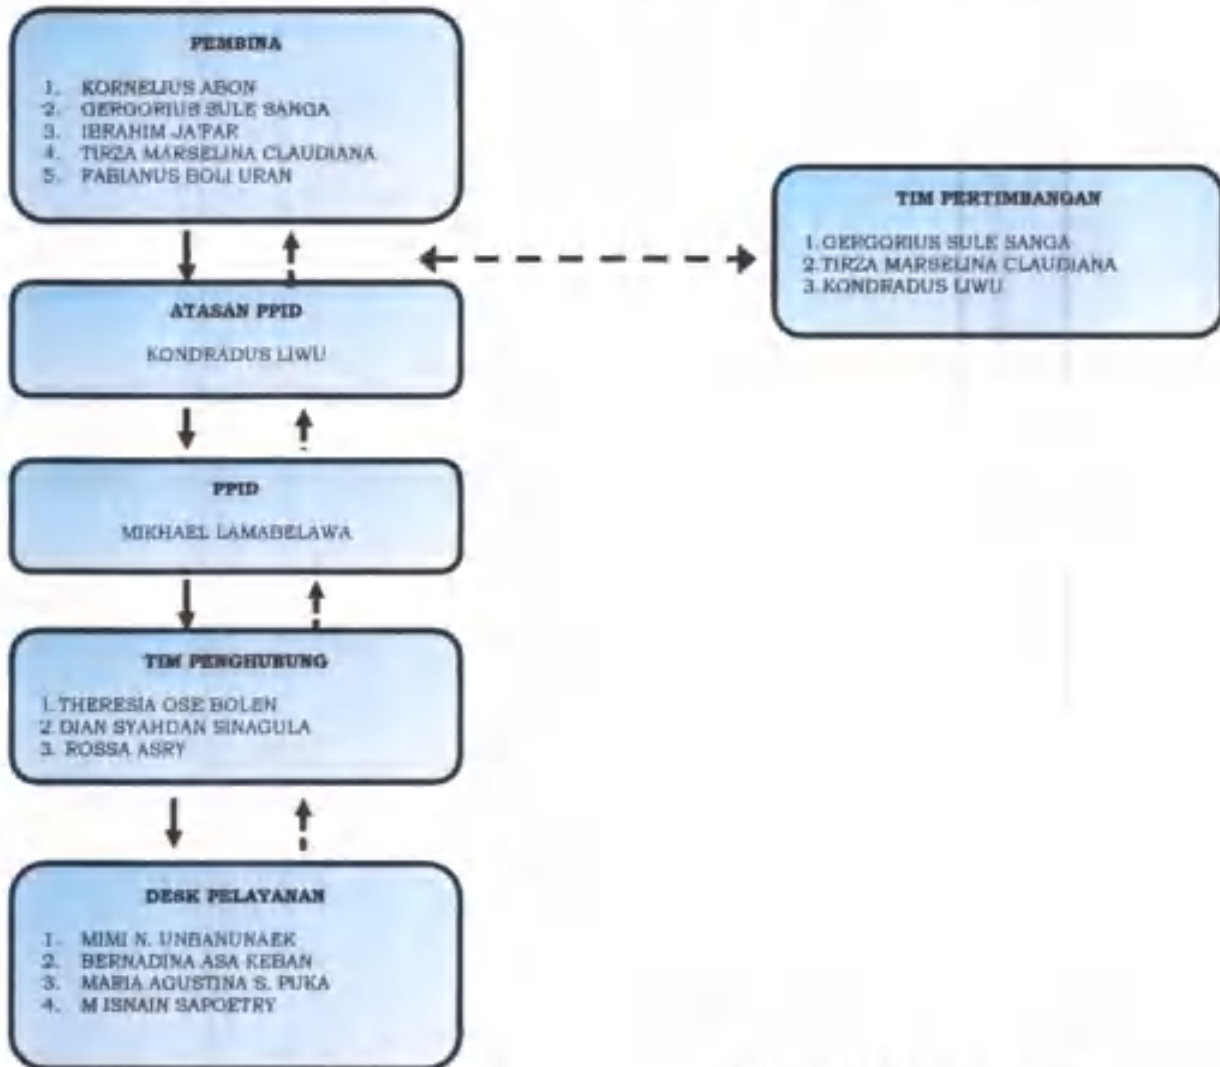 PEMBINA
1. KORNELIUS ABON
2. GERGORIUS SULE SANGA
3. IBRAHIM JA'FAR
4. TIRZA MARSELINA CLAUDIANA
5. FABIANUS BOLI URAN
TIM PERTIMBANGAN
1. GERGORIUS SULE SANGA
2. TIRZA MARSELINA CLAUDIANA
3. KONDRADUS LIWU
ATASAN PPID
KONDRADUS LIWU
PPID
MIKHAEL LAMABELAWA
TIM PENGHUBUNG
1. THERESIA OSE BOLEN
2. DIAN SYAHDAN SINAGULA
3. ROSSA ASRY
DESK PELAYANAN
1. MIMI N. UNBANUNAEK
2. BERNADINA ASA KEBAN
3. MARIA AGUSTINA S. PUKA
4. M ISNAIN SAPOETRY